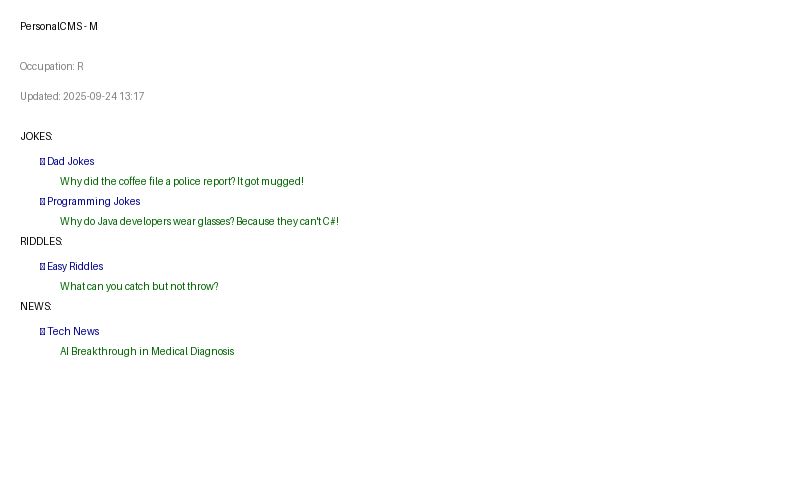 PersonalCMS - M
Occupation: R
Updated: 2025-09-24 13:17
JOKES:
Dad Jokes
Why did the coffee file a police report? It got mugged!
Programming Jokes
Why do Java developers wear glasses? Because they can't C#!
RIDDLES:
Easy Riddles
What can you catch but not throw?
NEWS:
Tech News
AI Breakthrough in Medical Diagnosis